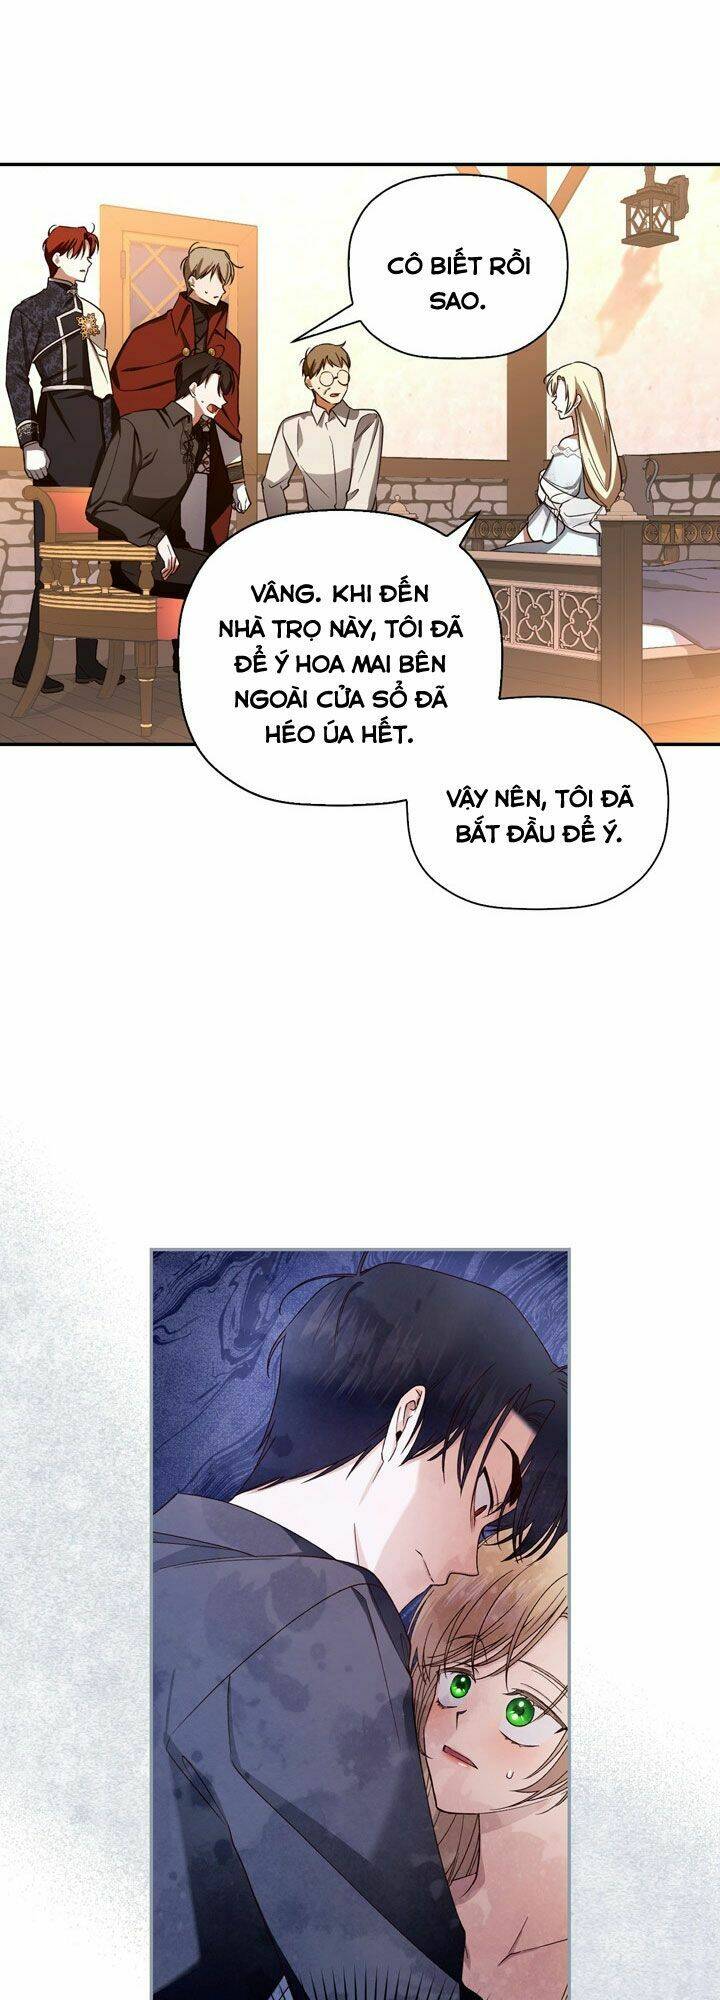 CÔ BIẾT RỒI
SAO.
VÂNG. KHI ĐẾN
NHÀ TRỌ NÀY, TÔI ĐÃ
ĐỂ Ý HOA MAI BÊN
NGOÀI CỬA SỔ ĐÃ
HÉO ÚA HẾT.
VẬY NÊN, TÔI ĐÃ
BẮT ĐẦU ĐỂ Ý.